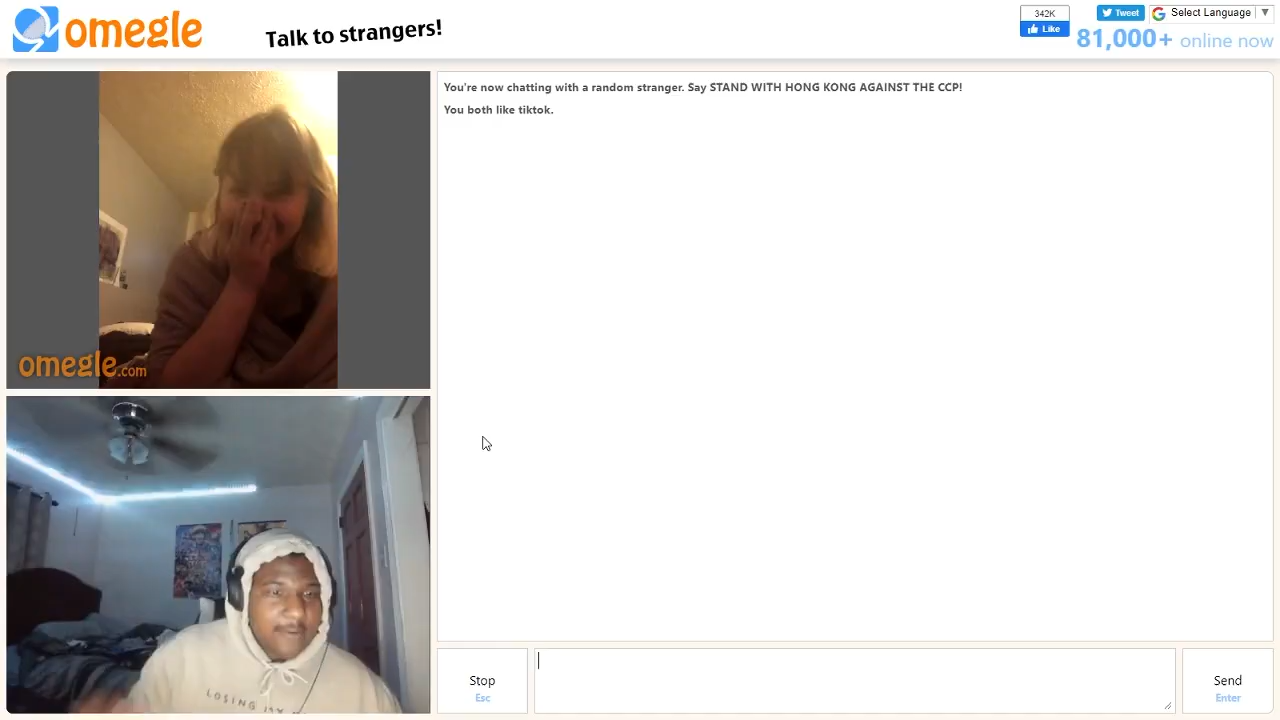 omegle
Talk to strangers!
342K
Like
Tweet
Select Language
81,000+ online now
You're now chatting with a random stranger. Say STAND WITH HONG KONG AGAINST THE CCP!
You both like tiktok.
omegle.com
LOSING
Stop
Esc
Send
Enter